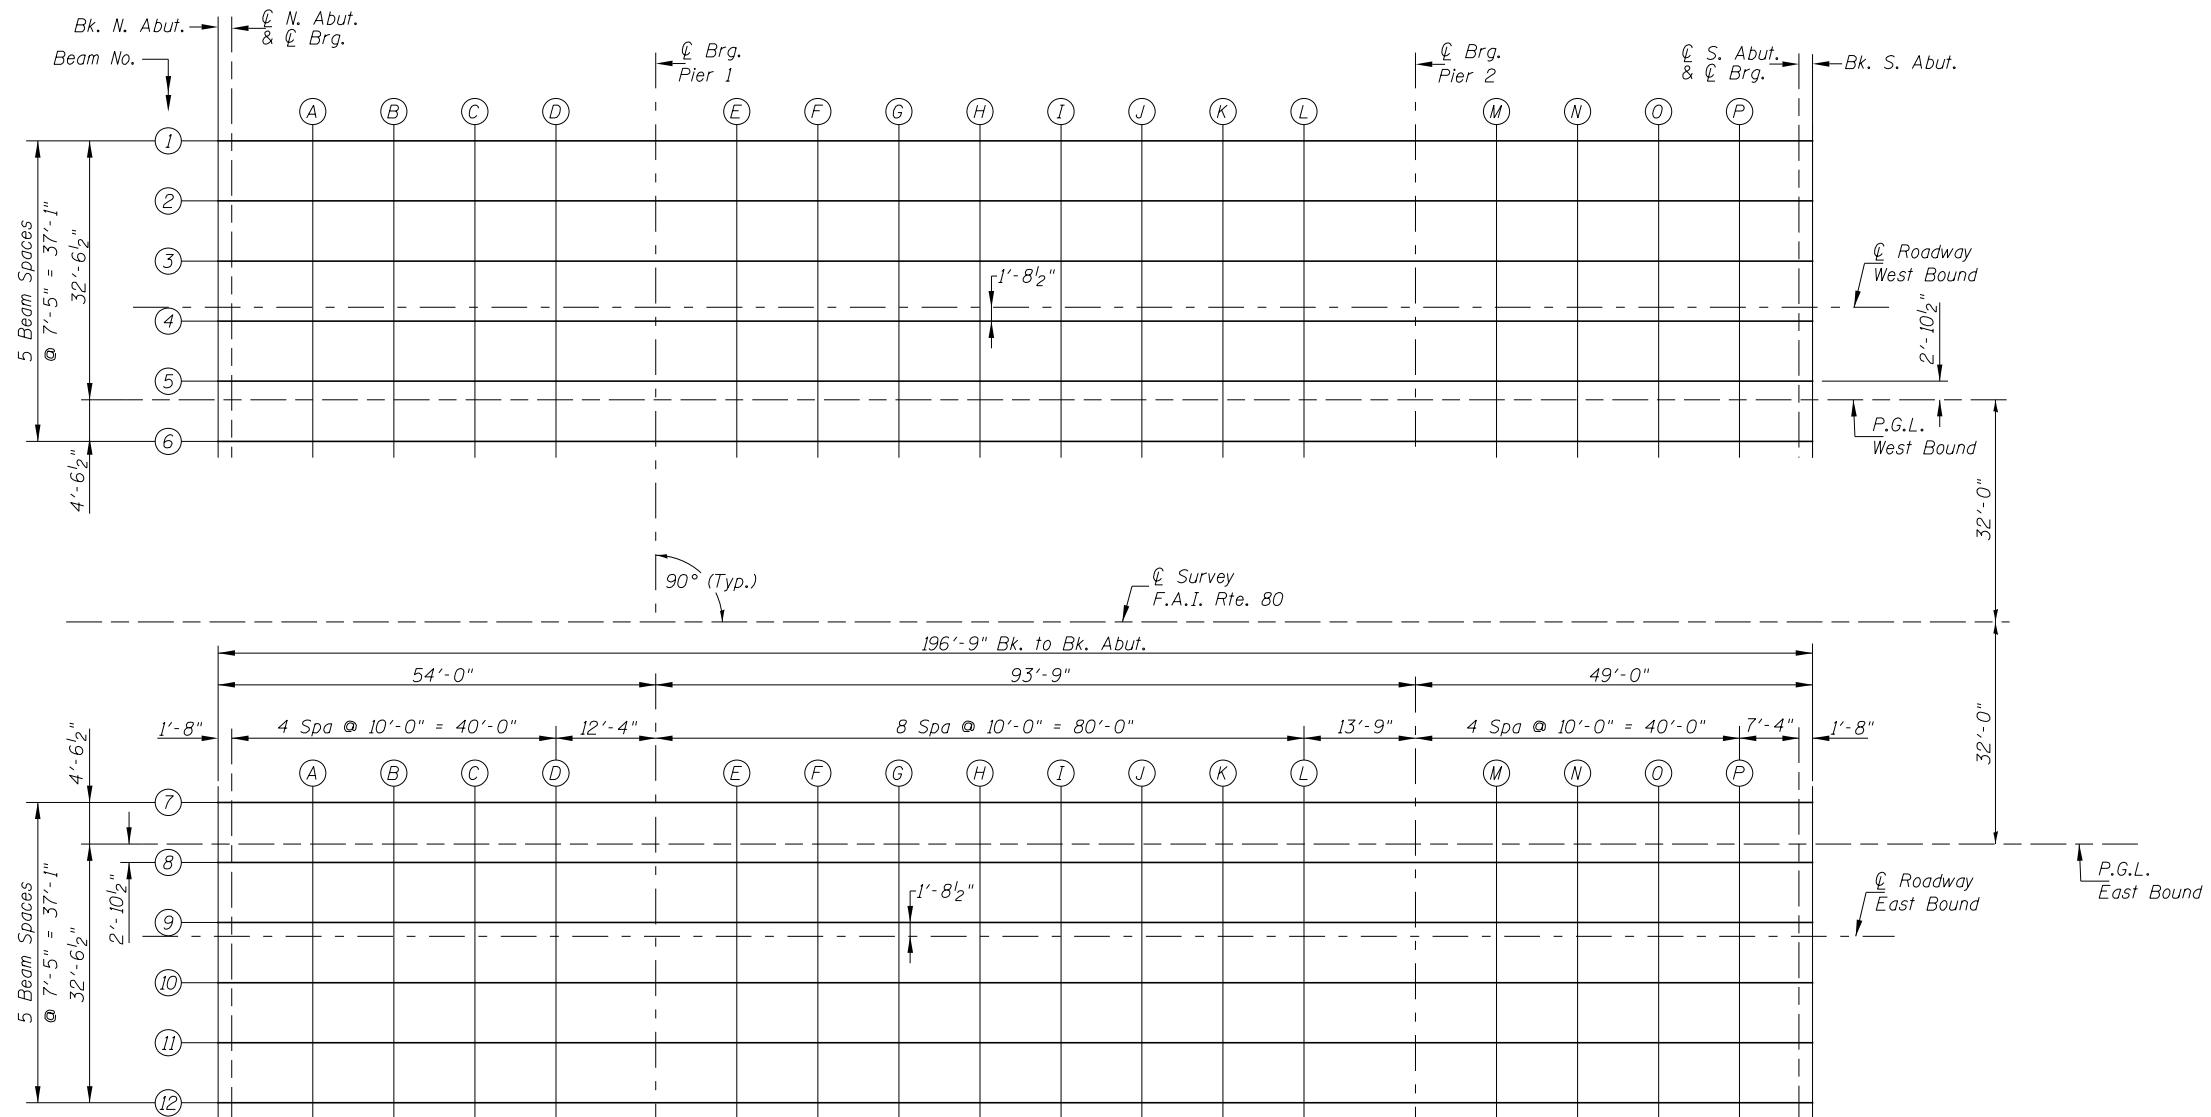 Bk. N. Abut.
℄ N. Abut.
& ℄ Brg.
Beam No.
℄ Brg.
Pier 1
℄ Brg.
Pier 2
℄ S. Abut.
& ℄ Brg.
Bk. S. Abut.
A B C D E F G H I J K L M N O P
1
2
3
4
5
6
5 Beam Spaces
@ 7'-5" = 37'-1"
32'-6½"
4'-6½"
1'-8½"
℄ Roadway
West Bound
2'-10½"
P.G.L.
West Bound
32'-0"
90° (Typ.)
℄ Survey
F.A.I. Rte. 80
196'-9" Bk. to Bk. Abut.
54'-0" 93'-9" 49'-0"
1'-8" 4 Spa @ 10'-0" = 40'-0" 12'-4" 8 Spa @ 10'-0" = 80'-0" 13'-9" 4 Spa @ 10'-0" = 40'-0" 7'-4" 1'-8"
32'-0"
A B C D E F G H I J K L M N O P
4'-6½"
7
8
9
10
11
12
5 Beam Spaces
@ 7'-5" = 37'-1"
32'-6½"
2'-10½"
1'-8½"
℄ Roadway
East Bound
P.G.L.
East Bound